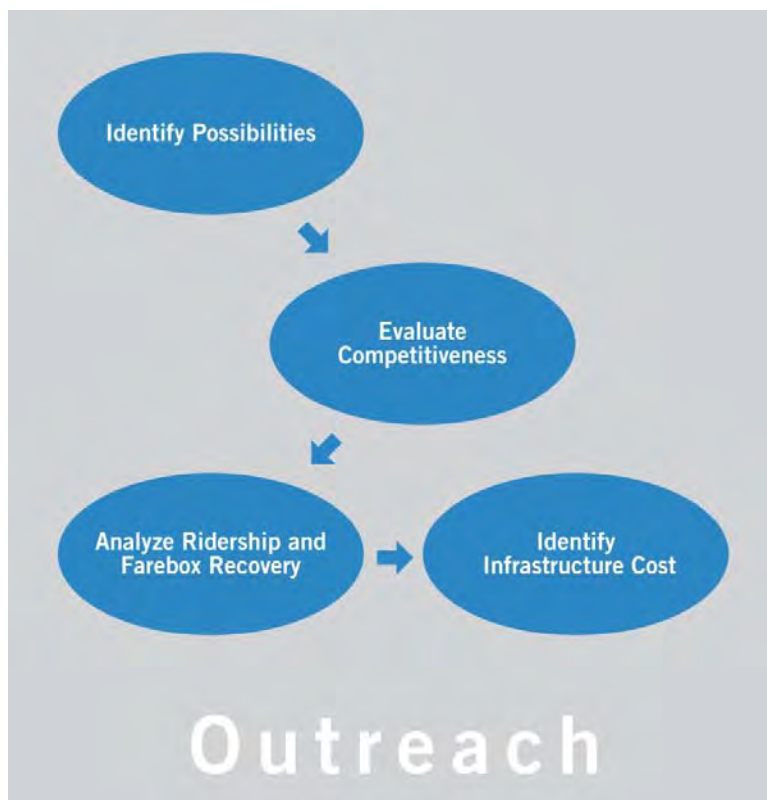 Identify Possibilities
Evaluate
Competitiveness
Analyze Ridership and
Farebox Recovery
Identify
Infrastructure Cost
Outreach